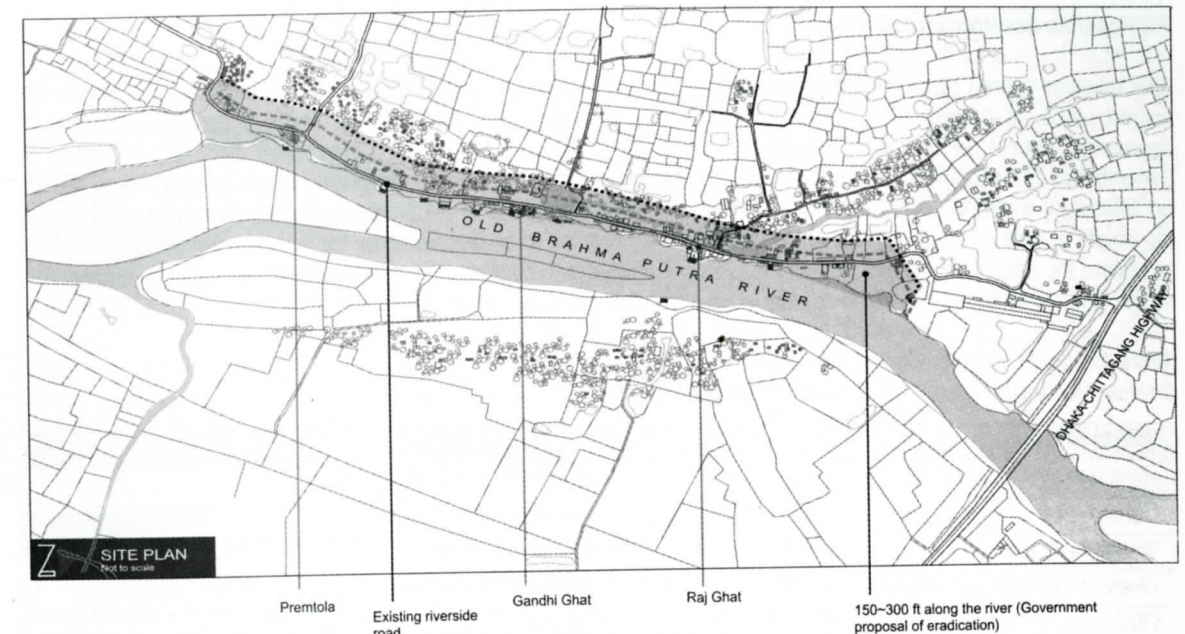 OLD BRAHMA PUTRA RIVER
DHAKA-CHITTAGANG HIGHWAY
Z
SITE PLAN
Not to scale
Premtola
Existing riverside
road
Gandhi Ghat
Raj Ghat
150~300 ft along the river (Government
proposal of eradication)